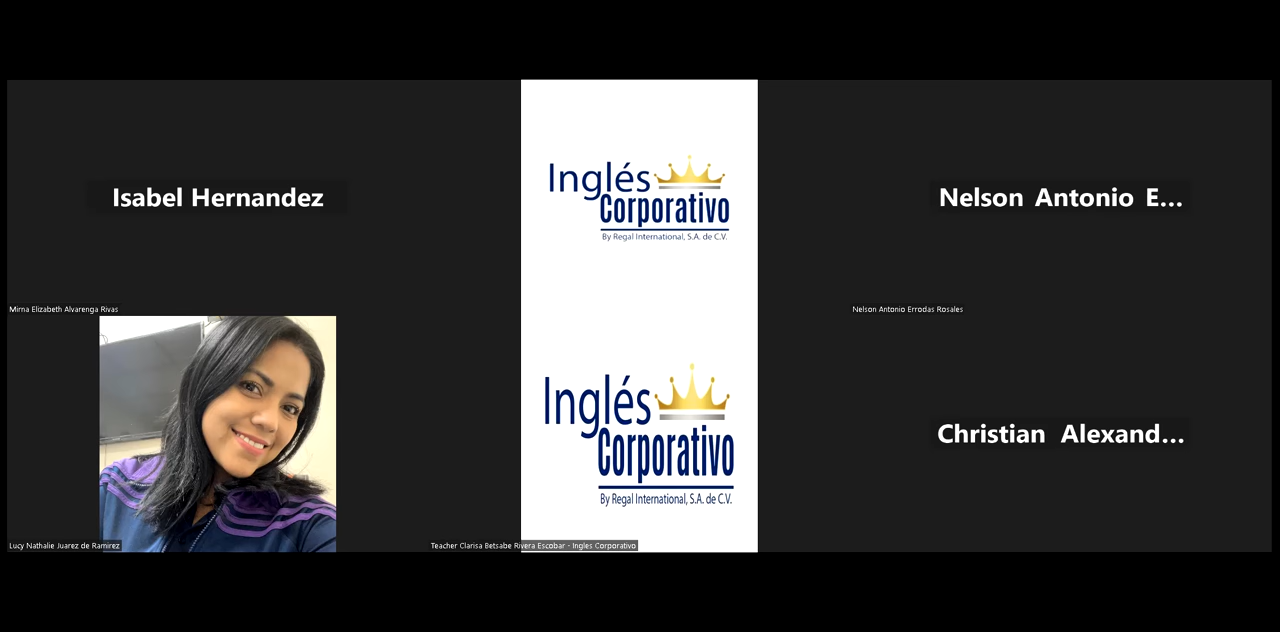 Isabel Hernandez
Mirna Elizabeth Alvarenga Rivas
Inglés
Corporativo
By Regal International, S.A. de C.V.
Nelson Antonio E...
Nelson Antonio Errodas Rosales
Lucy Nathalie Juarez de Ramirez
Inglés
Corporativo
By Regal International, S.A. de C.V.
Teacher Clarisa Betsabe Rivera Escobar - Ingles Corporativo
Christian Alexand...